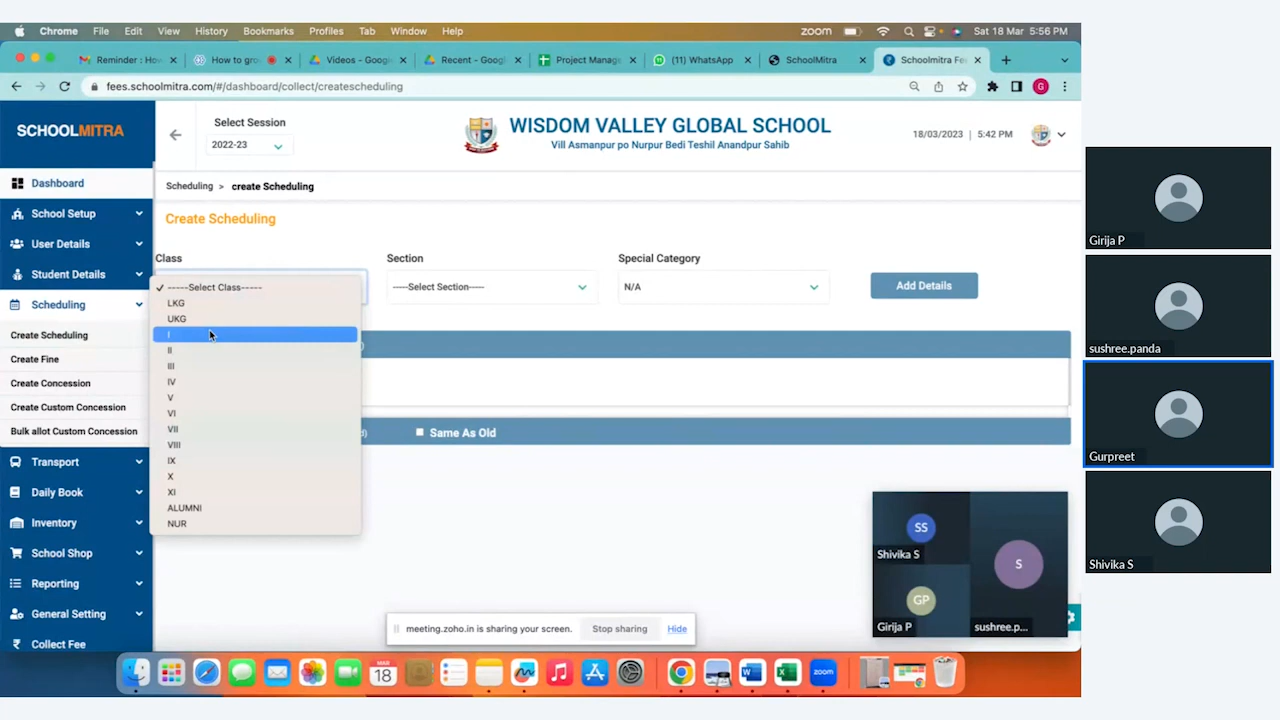 Chrome File Edit View History Bookmarks Profiles Tab Window Help zoom Sat 18 Mar 5:56 PM
Reminder : How × How to gro × Videos - Google × Recent - Googl × Project Manag × (11) WhatsApp × SchoolMitra × Schoolmitra Fe × +
fees.schoolmitra.com/#/dashboard/collect/createscheduling G
SCHOOLMITRA
Select Session
2022-23
WISDOM VALLEY GLOBAL SCHOOL
Vill Asmanpur po Nurpur Bedi Teshil Anandpur Sahib
18/03/2023 | 5:42 PM
Scheduling > create Scheduling
Create Scheduling
Dashboard
School Setup
User Details
Student Details
Scheduling
Create Scheduling
Create Fine
Create Concession
Create Custom Concession
Bulk allot Custom Concession
Transport
Daily Book
Inventory
School Shop
Reporting
General Setting
₹ Collect Fee
Class
Section
Special Category
✓ -----Select Class-----
LKG
UKG
I
II
III
IV
V
VI
VII
VIII
IX
X
XI
ALUMNI
NUR
-----Select Section-----
N/A
Add Details
)
d) Same As Old
SS
Shivika S
GP
Girija P
S
sushree.p...
meeting.zoho.in is sharing your screen. Stop sharing Hide
MAR
18
W
X
zoom
Girija P
sushree.panda
Gurpreet
Shivika S